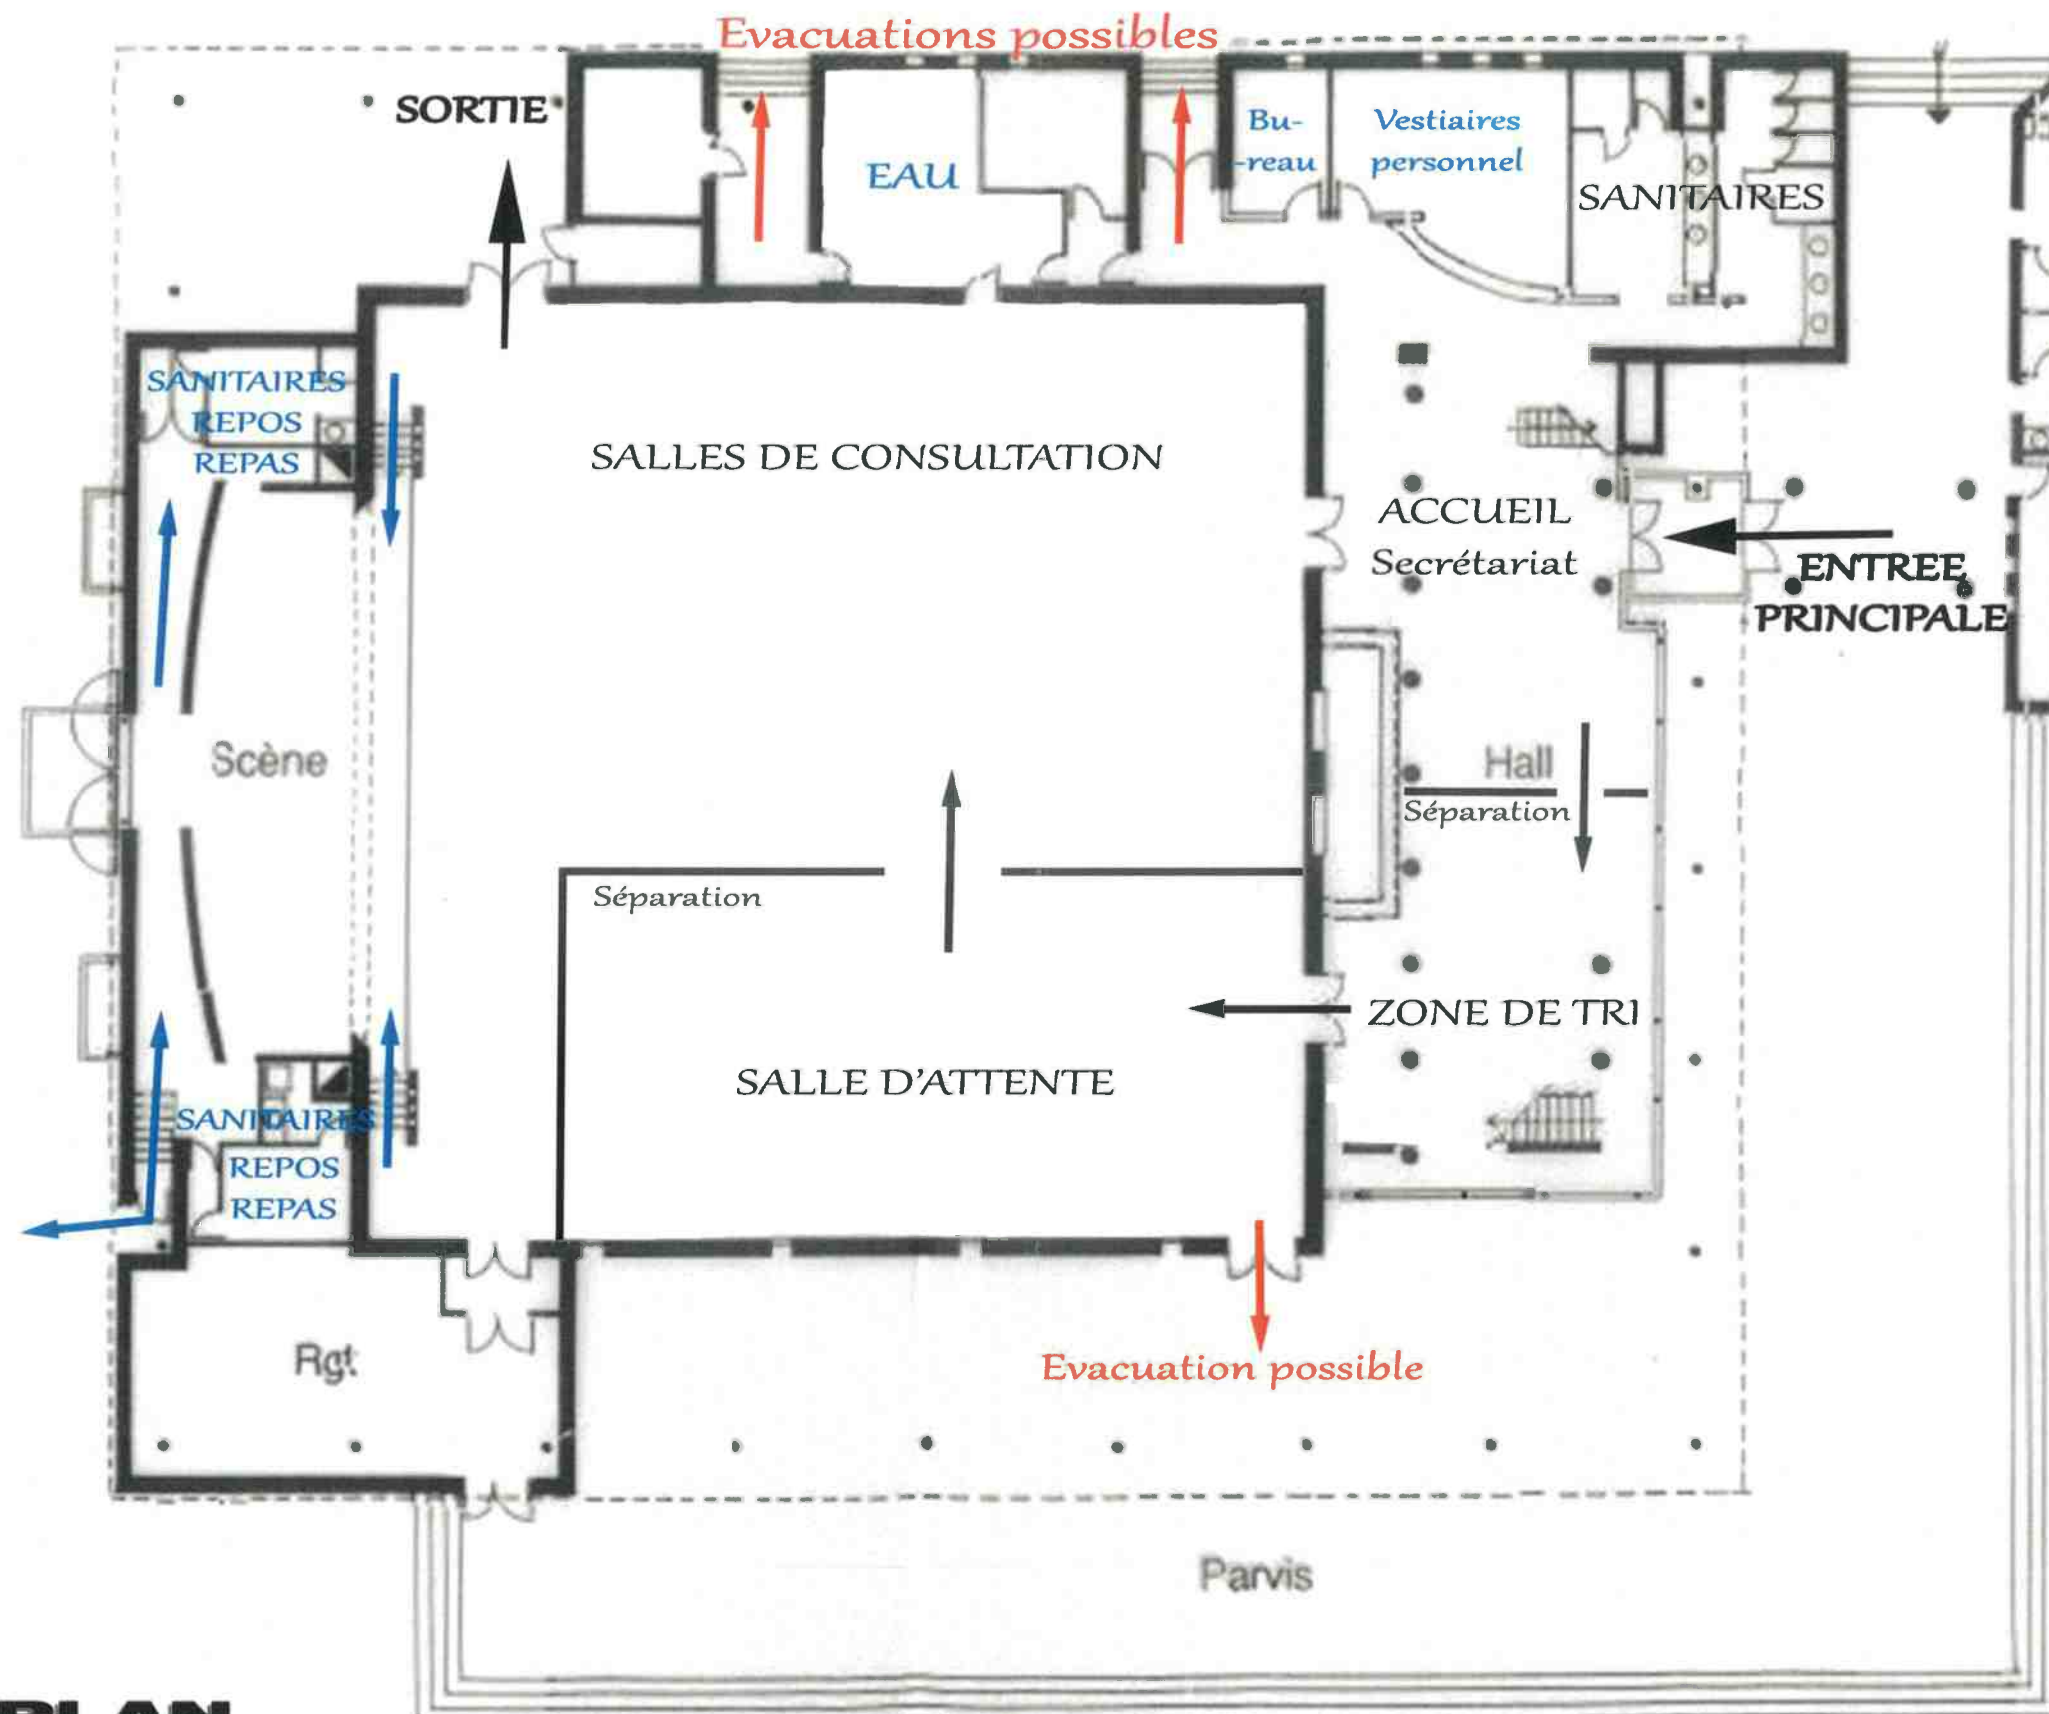 Evacuations possibles
SORTIE
EAU
Bu-
-reau
Vestiaires
personnel
SANITAIRES
SANITAIRES
REPOS
REPAS
SALLES DE CONSULTATION
ACCUEIL
Secrétariat
ENTREE
PRINCIPALE
Scène
Hall
Séparation
Séparation
ZONE DE TRI
SALLE D'ATTENTE
SANITAIRES
REPOS
REPAS
Rgt
Evacuation possible
Parvis
PLAN